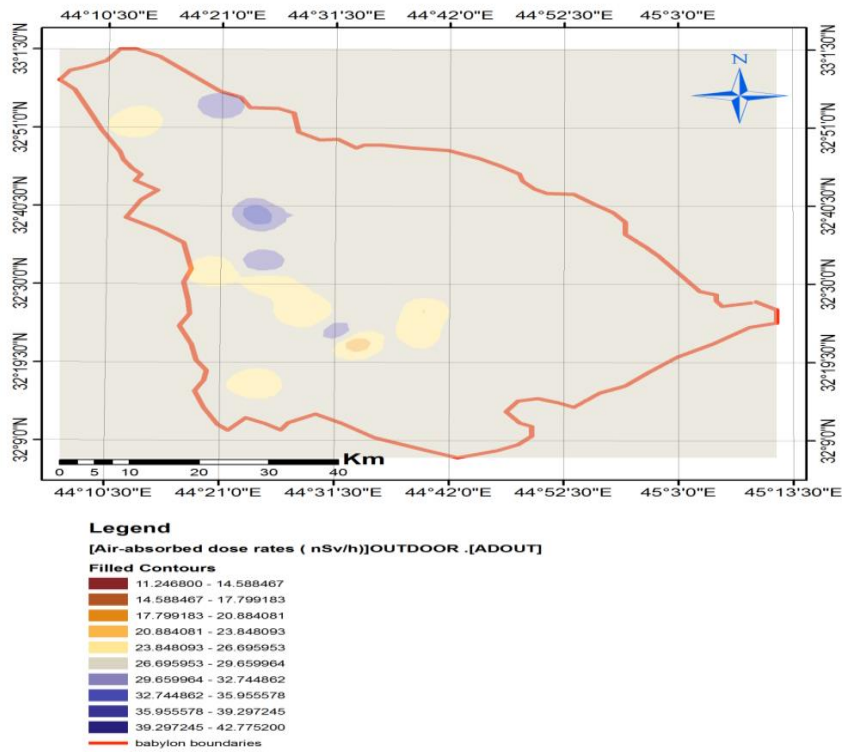 44°10'30"E 44°21'0"E 44°31'30"E 44°42'0"E 44°52'30"E 45°3'0"E
33°1'30"N 33°1'30"N
N
32°51'0"N 32°51'0"N
32°40'30"N 32°40'30"N
32°30'0"N 32°30'0"N
32°19'30"N 32°19'30"N
32°9'0"N 32°9'0"N
Km
0 5 10 20 30 40
44°10'30"E 44°21'0"E 44°31'30"E 44°42'0"E 44°52'30"E 45°3'0"E 45°13'30"E
Legend
[Air-absorbed dose rates ( nSv/h)]OUTDOOR .[ADOUT]
Filled Contours
11.246800 - 14.588467
14.588467 - 17.799183
17.799183 - 20.884081
20.884081 - 23.848093
23.848093 - 26.695953
26.695953 - 29.659964
29.659964 - 32.744862
32.744862 - 35.955578
35.955578 - 39.297245
39.297245 - 42.775200
babylon boundaries